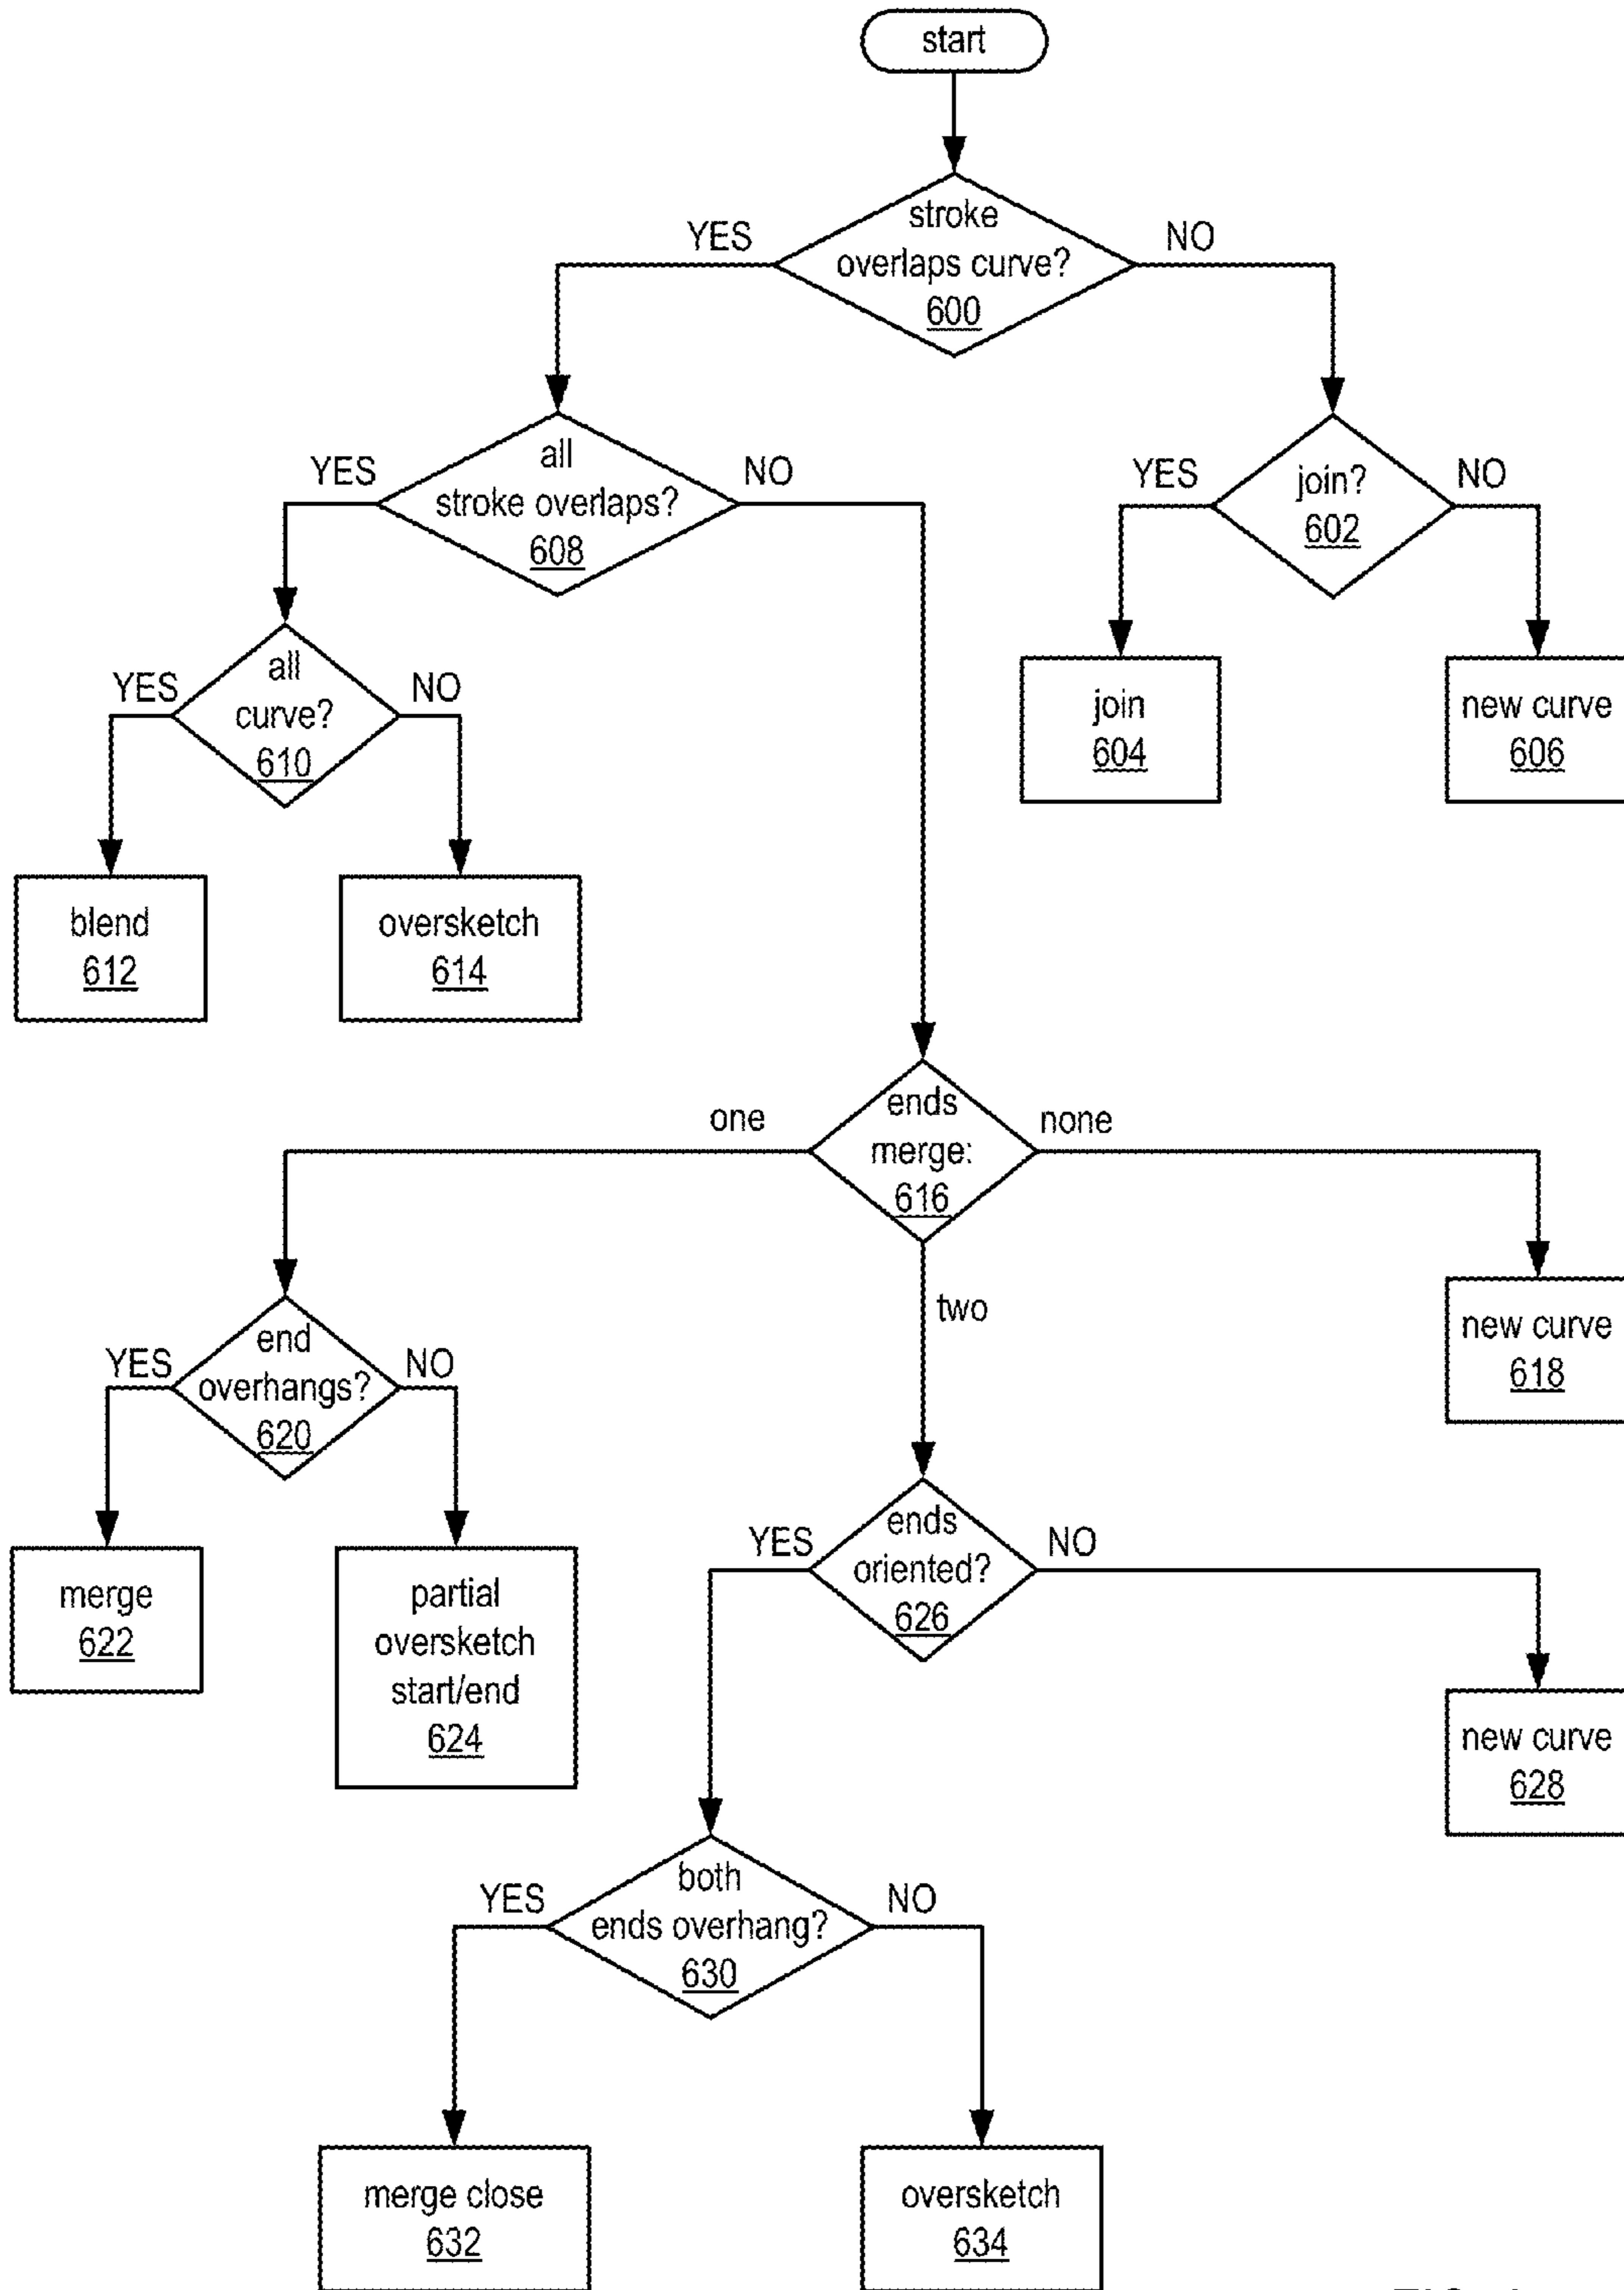 start
stroke
overlaps curve?
600
YES
NO
all
stroke overlaps?
608
YES
NO
join?
602
YES
NO
all
curve?
610
YES
NO
join
604
new curve
606
blend
612
oversketch
614
ends
merge:
616
one
none
two
end
overhangs?
620
YES
NO
new curve
618
merge
622
partial
oversketch
start/end
624
ends
oriented?
626
YES
NO
new curve
628
both
ends overhang?
630
YES
NO
merge close
632
oversketch
634